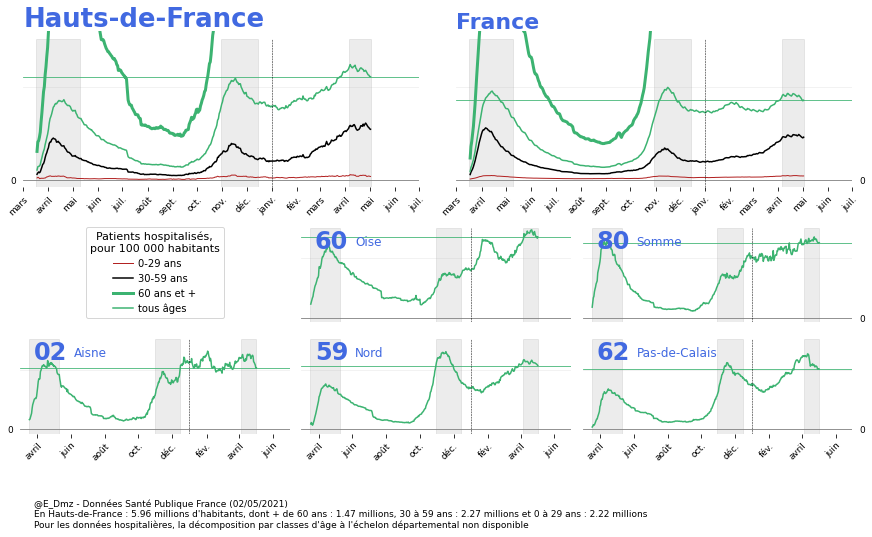 Hauts-de-France
France
0
0
mars avril mai juin juil. août sept. oct. nov. déc. janv. fév. mars avril mai juin juil.
mars avril mai juin juil. août sept. oct. nov. déc. janv. fév. mars avril mai juin juil.
Patients hospitalisés,
pour 100 000 habitants
0-29 ans
30-59 ans
60 ans et +
tous âges
60 Oise
80 Somme
0
02 Aisne
59 Nord
62 Pas-de-Calais
0
0
avril juin août oct. déc. fév. avril juin
avril juin août oct. déc. fév. avril juin
avril juin août oct. déc. fév. avril juin
@E_Dmz - Données Santé Publique France (02/05/2021)
En Hauts-de-France : 5.96 millions d'habitants, dont + de 60 ans : 1.47 millions, 30 à 59 ans : 2.27 millions et 0 à 29 ans : 2.22 millions
Pour les données hospitalières, la décomposition par classes d'âge à l'échelon départemental non disponible